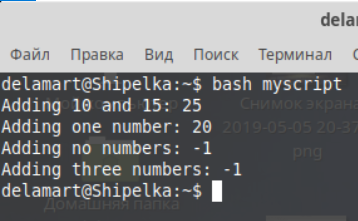 dela
Файл Правка Вид Поиск Терминал
delamart@Shipelka:~$ bash myscript
Adding 10 and 15: 25
Adding one number: 20
Adding no numbers: -1
Adding three numbers: -1
delamart@Shipelka:~$
Снимок экрана
2019-05-05 20-37
png
Домашняя папка